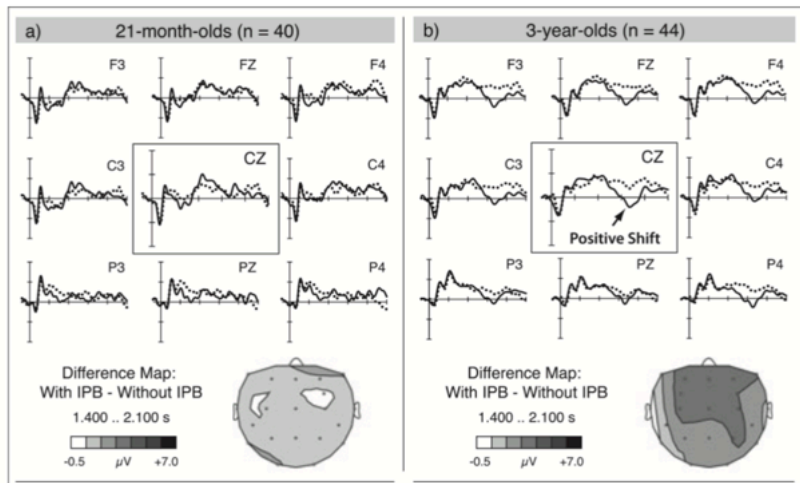 a) 21-month-olds (n = 40)
F3 FZ F4
C3 CZ C4
P3 PZ P4
Difference Map:
With IPB - Without IPB
1.400 .. 2.100 s
-0.5 µV +7.0
b) 3-year-olds (n = 44)
F3 FZ F4
C3 CZ C4
Positive Shift
P3 PZ P4
Difference Map:
With IPB - Without IPB
1.400 .. 2.100 s
-0.5 µV +7.0